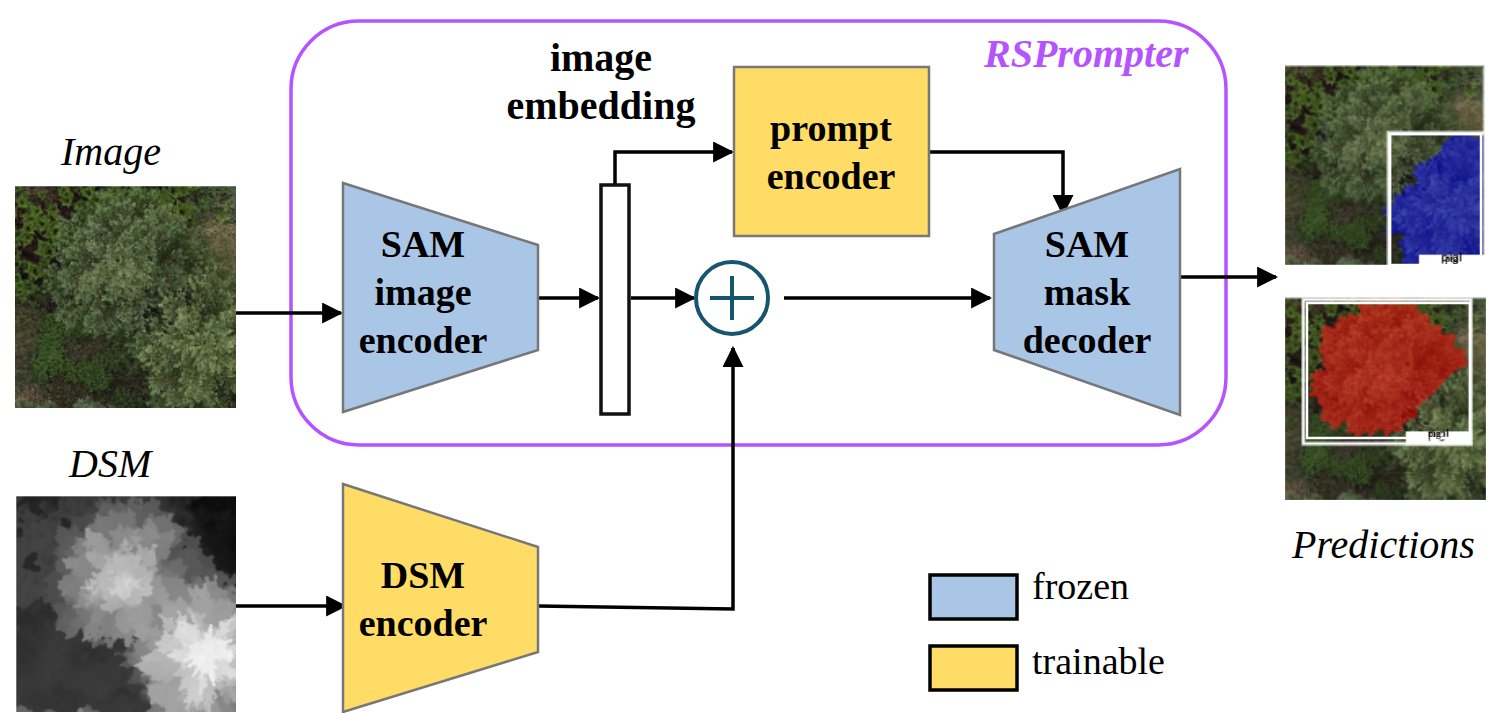 image
embedding
RSPrompter
prompt
encoder
Image
SAM
image
encoder
SAM
mask
decoder
DSM
DSM
encoder
Predictions
frozen
trainable